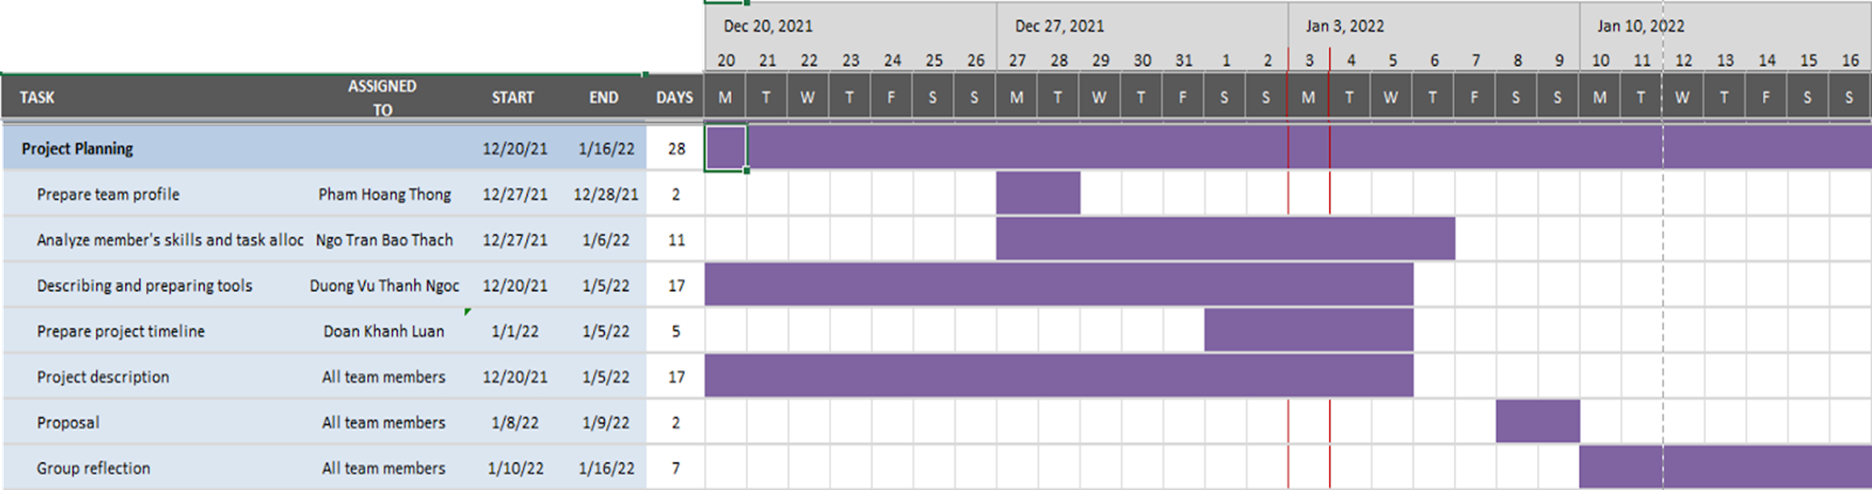 Dec 20, 2021 Dec 27, 2021 Jan 3, 2022 Jan 10, 2022
20 21 22 23 24 25 26 27 28 29 30 31 1 2 3 4 5 6 7 8 9 10 11 12 13 14 15 16
TASK ASSIGNED TO START END DAYS M T W T F S S M T W T F S S M T W T F S S M T W T F S S
Project Planning 12/20/21 1/16/22 28
Prepare team profile Pham Hoang Thong 12/27/21 12/28/21 2
Analyze member's skills and task alloc Ngo Tran Bao Thach 12/27/21 1/6/22 11
Describing and preparing tools Duong Vu Thanh Ngoc 12/20/21 1/5/22 17
Prepare project timeline Doan Khanh Luan 1/1/22 1/5/22 5
Project description All team members 12/20/21 1/5/22 17
Proposal All team members 1/8/22 1/9/22 2
Group reflection All team members 1/10/22 1/16/22 7